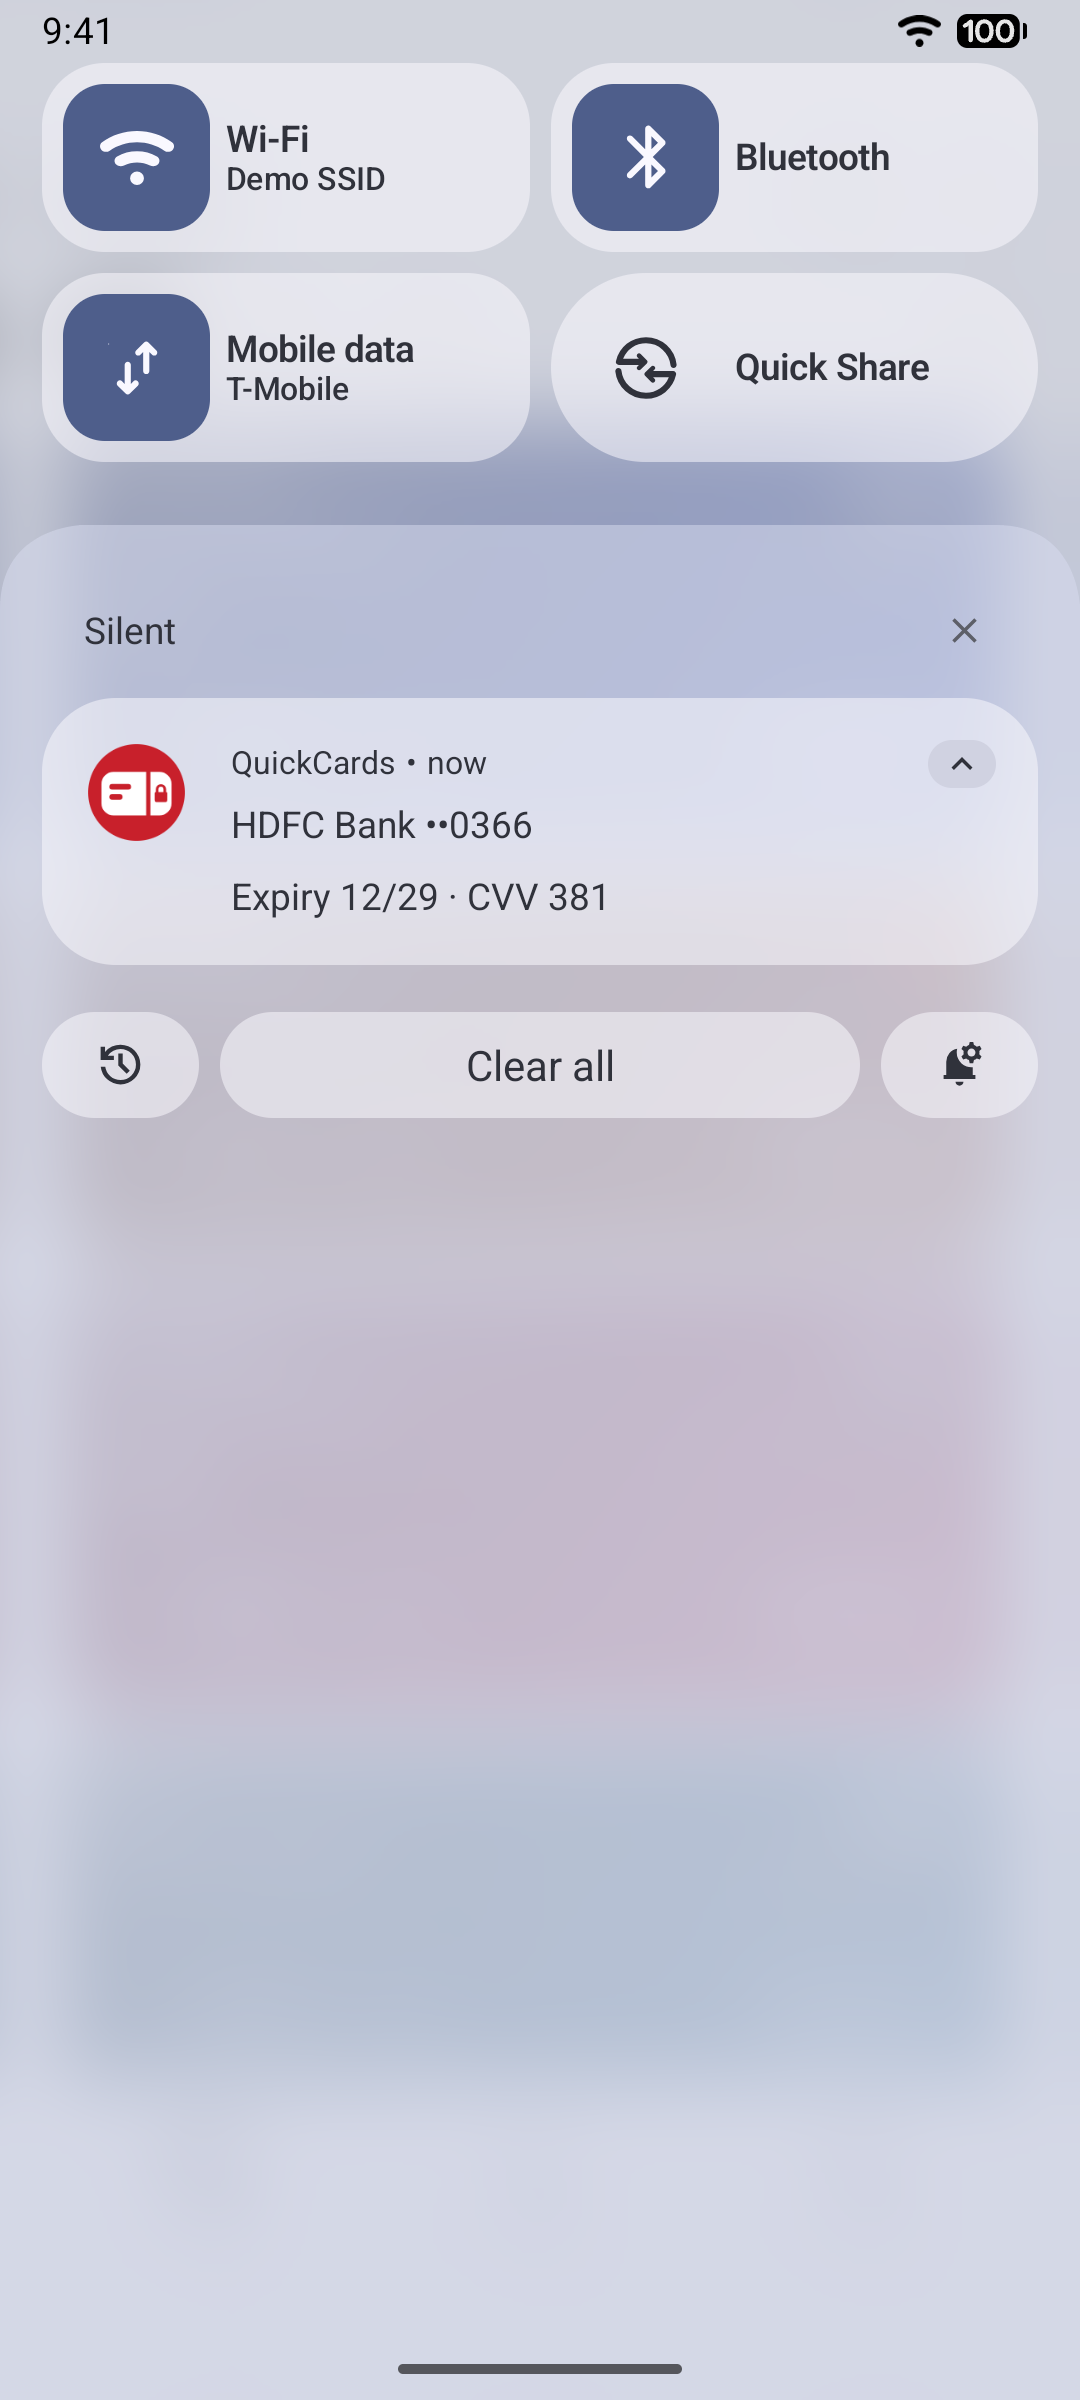 9:41
100
Wi-Fi
Demo SSID
Bluetooth
Mobile data
T-Mobile
Quick Share
Silent
QuickCards • now
HDFC Bank ••0366
Expiry 12/29 · CVV 381
Clear all